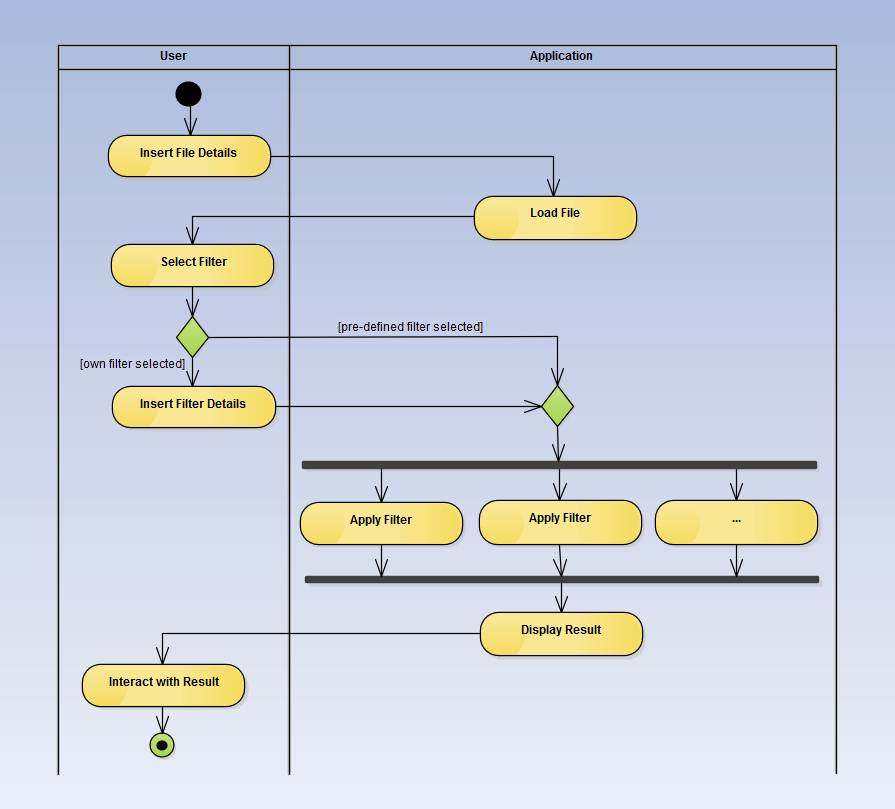 User
Application
Insert File Details
Load File
Select Filter
[pre-defined filter selected]
[own filter selected]
Insert Filter Details
Apply Filter
Apply Filter
...
Display Result
Interact with Result